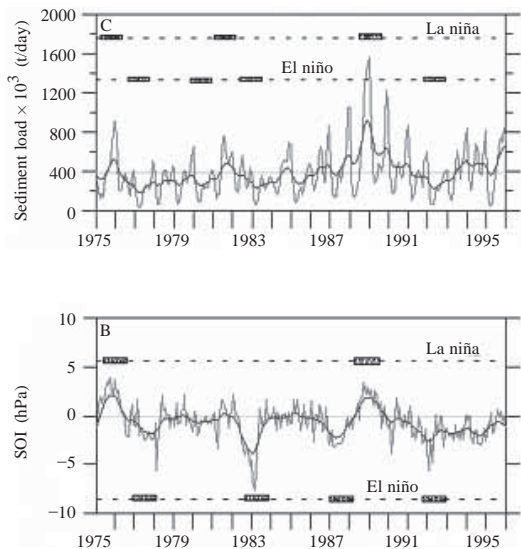 C
La niña
El niño
Sediment load × 10³ (t/day)
2000
1600
1200
800
400
0
1975 1979 1983 1987 1991 1995
B
La niña
El niño
SOI (hPa)
10
5
0
−5
−10
1975 1979 1983 1987 1991 1995